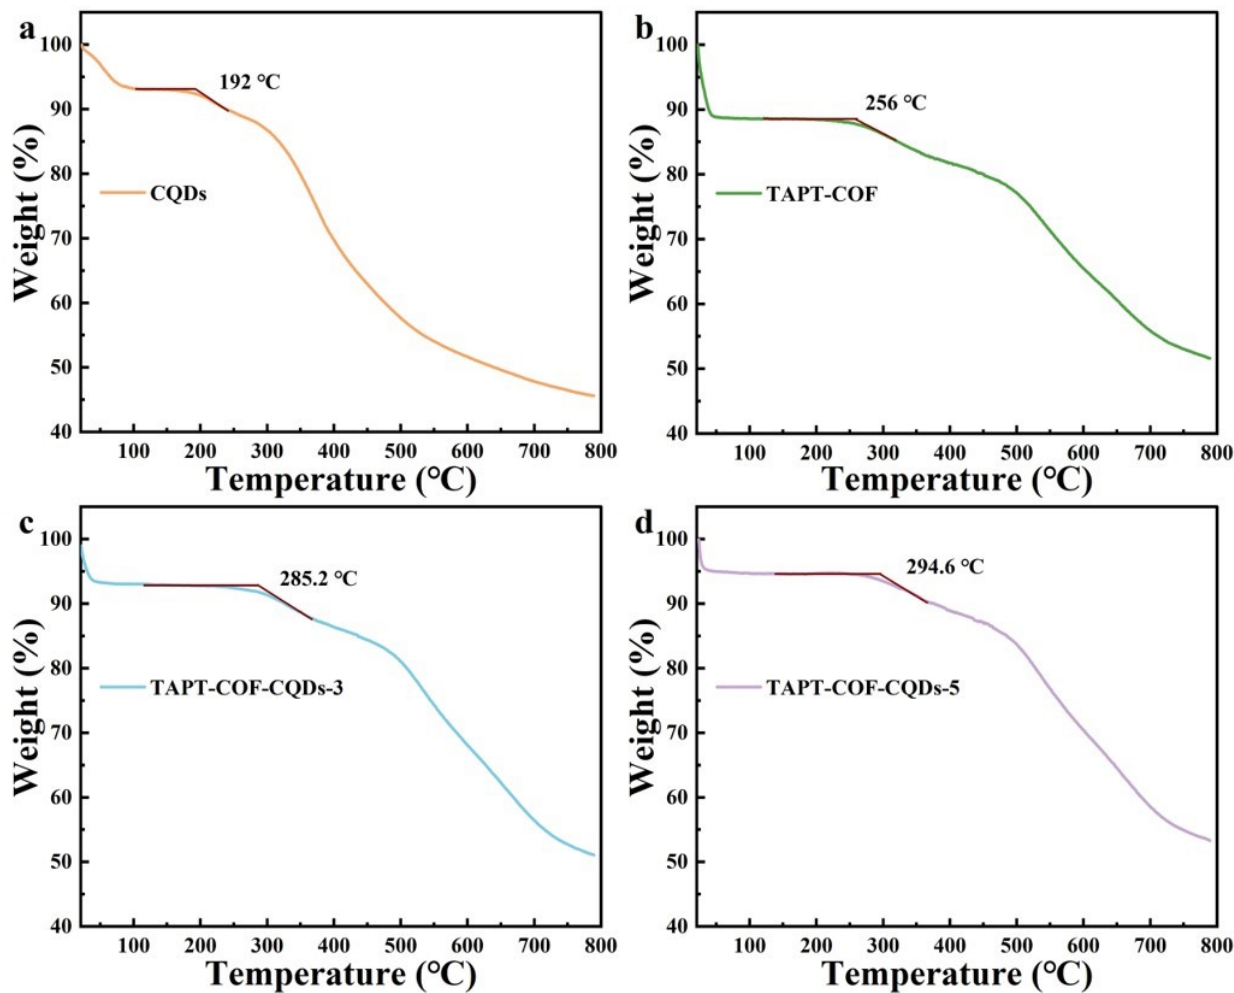 a
192 ℃
CQDs
Weight (%)
100
90
80
70
60
50
40
100 200 300 400 500 600 700 800
Temperature (℃)
b
256 ℃
TAPT-COF
Weight (%)
100
90
80
70
60
50
40
100 200 300 400 500 600 700 800
Temperature (℃)
c
285.2 ℃
TAPT-COF-CQDs-3
Weight (%)
100
90
80
70
60
50
40
100 200 300 400 500 600 700 800
Temperature (℃)
d
294.6 ℃
TAPT-COF-CQDs-5
Weight (%)
100
90
80
70
60
50
40
100 200 300 400 500 600 700 800
Temperature (℃)